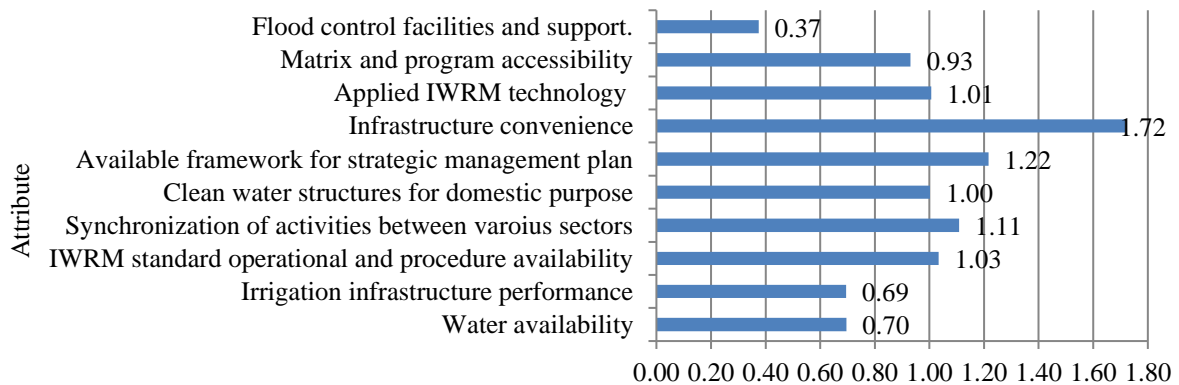 Flood control facilities and support.
0.37
Matrix and program accessibility
0.93
Applied IWRM technology
1.01
Infrastructure convenience
1.72
Available framework for strategic management plan
1.22
Clean water structures for domestic purpose
1.00
Synchronization of activities between varoius sectors
1.11
IWRM standard operational and procedure availability
1.03
Irrigation infrastructure performance
0.69
Water availability
0.70
Attribute
0.00 0.20 0.40 0.60 0.80 1.00 1.20 1.40 1.60 1.80